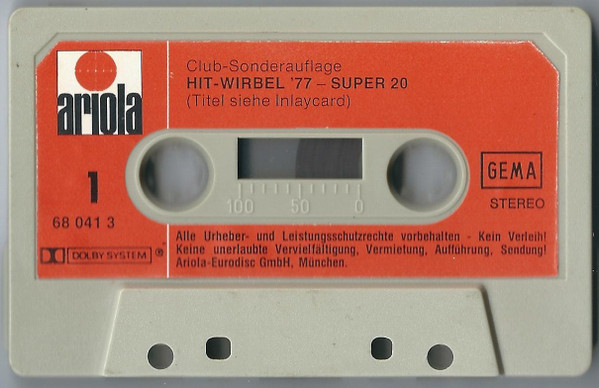 Club-Sonderauflage
HIT-WIRBEL '77 – SUPER 20
(Titel siehe Inlaycard)
ariola
1
68 041 3
DOLBY SYSTEM ®
100 50 0
GEMA
STEREO
Alle Urheber- und Leistungsschutzrechte vorbehalten - Kein Verleih!
Keine unerlaubte Vervielfältigung, Vermietung, Aufführung, Sendung!
Ariola-Eurodisc GmbH, München.